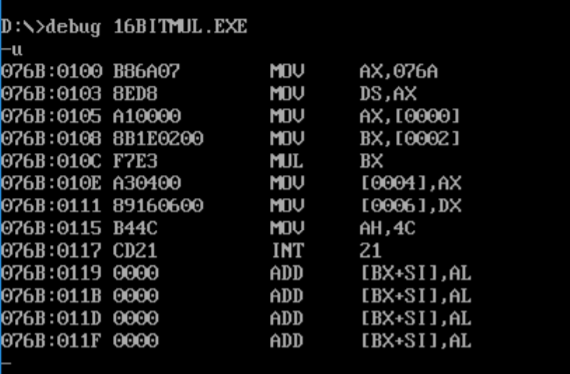 D:\>debug 16BITMUL.EXE
-u
076B:0100 B86A07 MOV AX,076A
076B:0103 8ED8 MOV DS,AX
076B:0105 A10000 MOV AX,[0000]
076B:0108 8B1E0200 MOV BX,[0002]
076B:010C F7E3 MUL BX
076B:010E A30400 MOV [0004],AX
076B:0111 89160600 MOV [0006],DX
076B:0115 B44C MOV AH,4C
076B:0117 CD21 INT 21
076B:0119 0000 ADD [BX+SI],AL
076B:011B 0000 ADD [BX+SI],AL
076B:011D 0000 ADD [BX+SI],AL
076B:011F 0000 ADD [BX+SI],AL
-